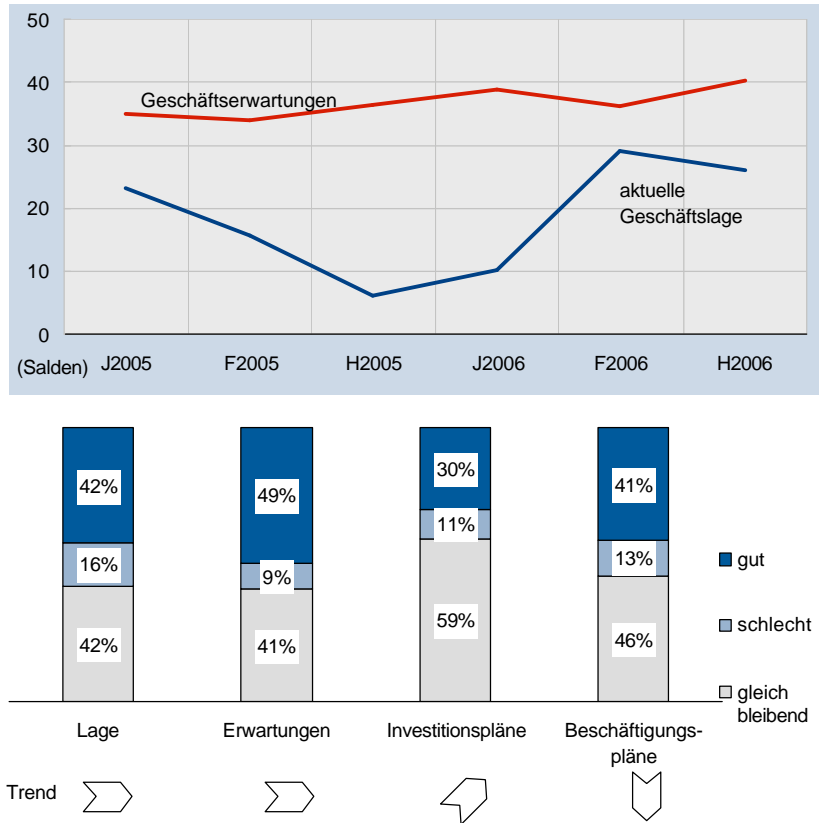 50
40
Geschäftserwartungen
30
aktuelle
Geschäftslage
20
10
0
(Salden) J2005 F2005 H2005 J2006 F2006 H2006
42% 49% 30% 41%
16% 9% 11% 13%
42% 41% 59% 46%
gut
schlecht
gleich
bleibend
Lage Erwartungen Investitionspläne Beschäftigungs-
pläne
Trend